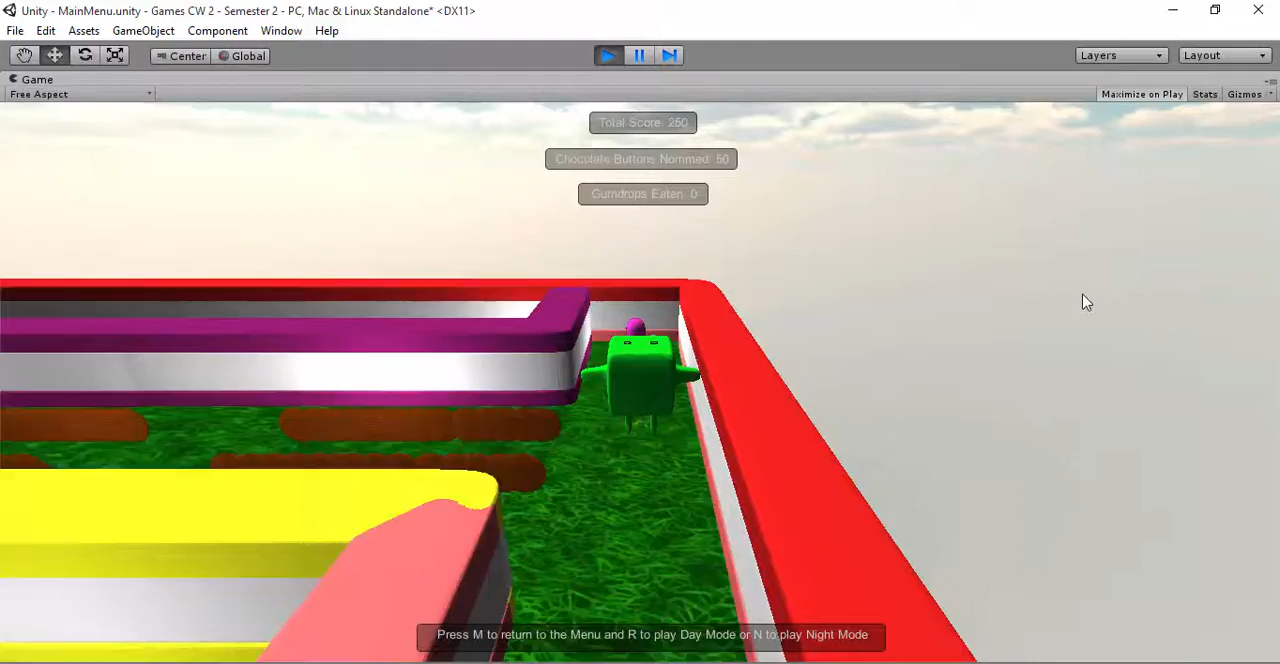 Unity - MainMenu.unity - Games CW 2 - Semester 2 - PC, Mac & Linux Standalone* <DX11>
File Edit Assets GameObject Component Window Help
Center Global Layers Layout
Game
Free Aspect Maximize on Play Stats Gizmos
Total Score: 250
Chocolate Buttons Nommed: 50
Gumdrops Eaten: 0
Press M to return to the Menu and R to play Day Mode or N to play Night Mode